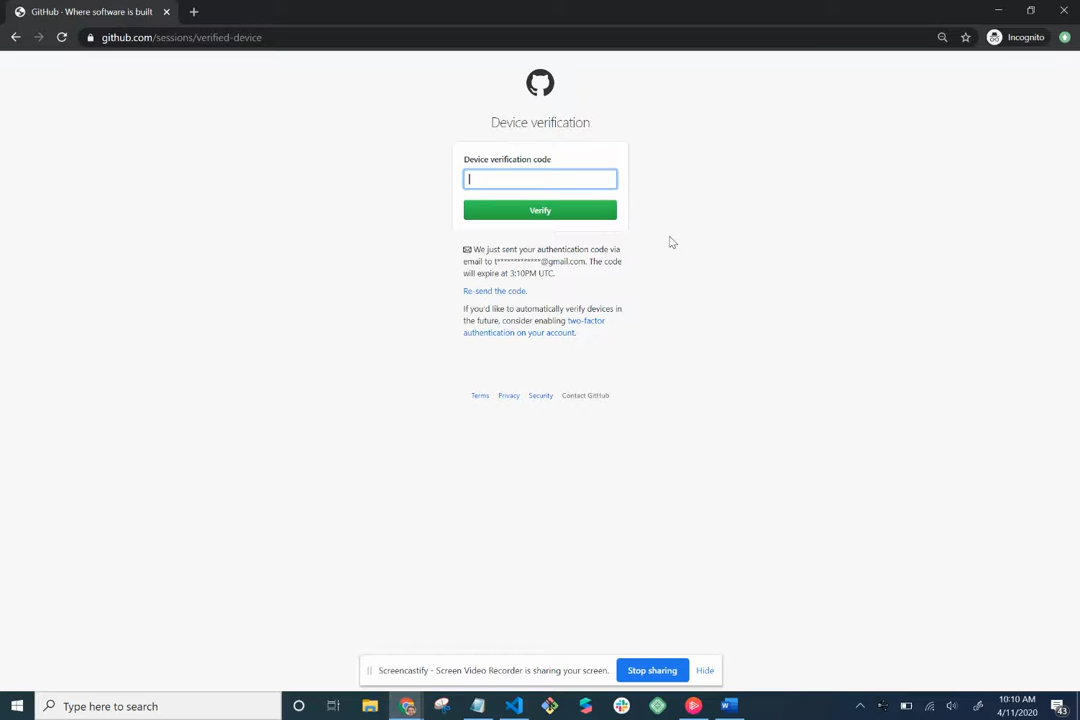 GitHub - Where software is built
github.com/sessions/verified-device
Incognito
Device verification
Device verification code
Verify
We just sent your authentication code via
email to t*************@gmail.com. The code
will expire at 3:10PM UTC.
Re-send the code.
If you'd like to automatically verify devices in
the future, consider enabling two-factor
authentication on your account.
Terms Privacy Security Contact GitHub
Screencastify - Screen Video Recorder is sharing your screen. Stop sharing Hide
Type here to search
10:10 AM
4/11/2020
43